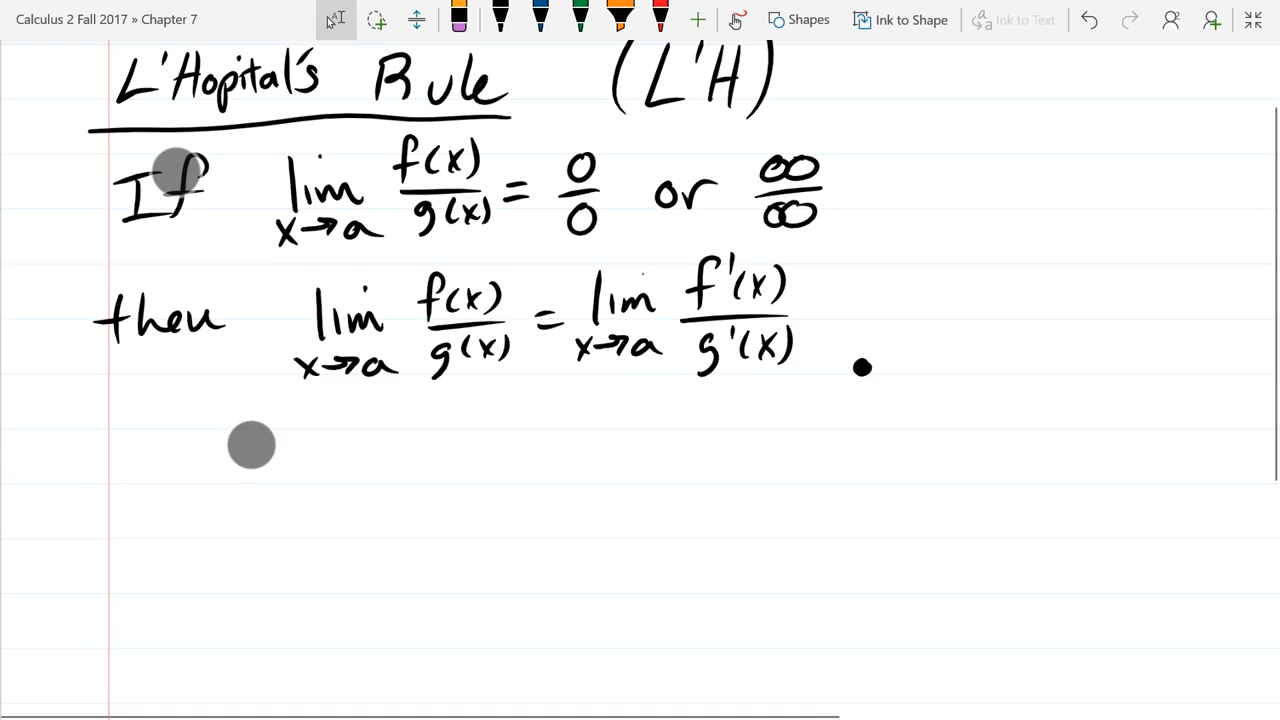 Calculus 2 Fall 2017 » Chapter 7
Shapes
Ink to Shape
Ink to Text
L'Hopital's Rule (L'H)
If lim x→a f(x)/g(x) = 0/0 or ∞/∞
then lim x→a f(x)/g(x) = lim x→a f'(x)/g'(x) .